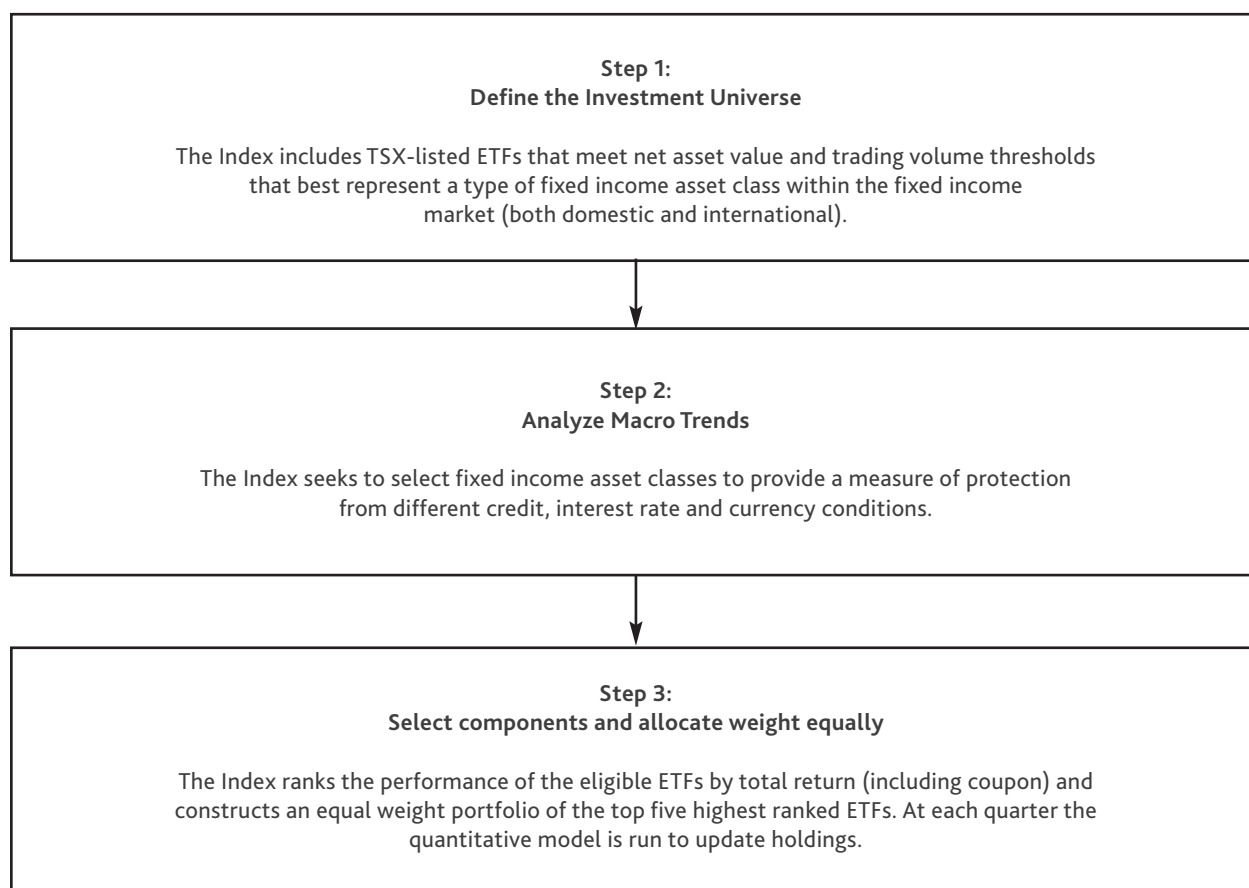 Step 1:
Define the Investment Universe
The Index includes TSX-listed ETFs that meet net asset value and trading volume thresholds
that best represent a type of fixed income asset class within the fixed income
market (both domestic and international).
Step 2:
Analyze Macro Trends
The Index seeks to select fixed income asset classes to provide a measure of protection
from different credit, interest rate and currency conditions.
Step 3:
Select components and allocate weight equally
The Index ranks the performance of the eligible ETFs by total return (including coupon) and
constructs an equal weight portfolio of the top five highest ranked ETFs. At each quarter the
quantitative model is run to update holdings.